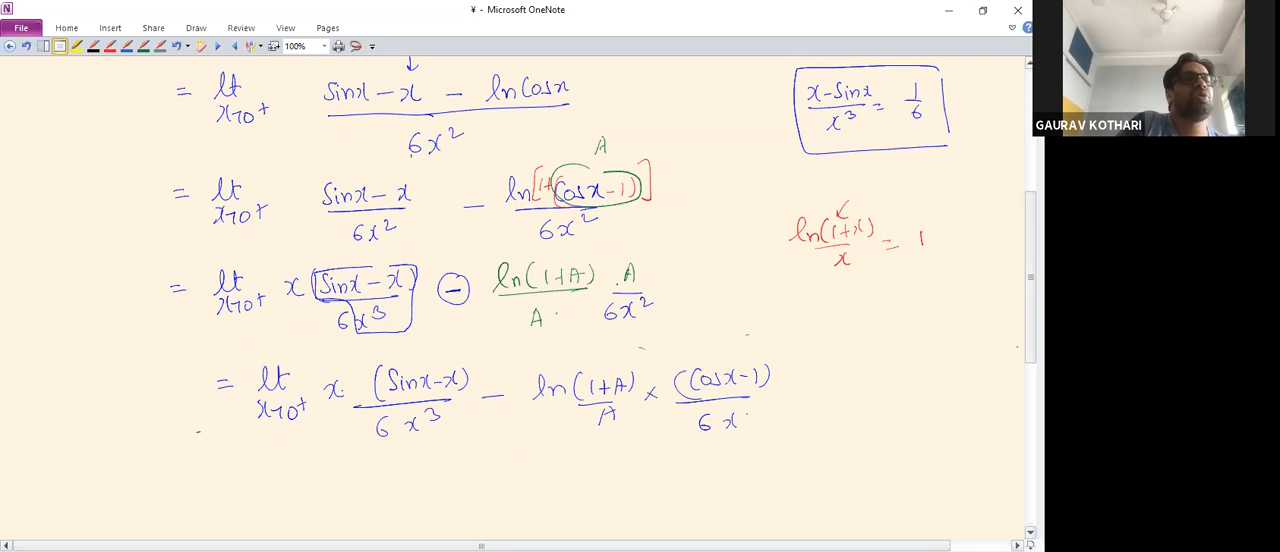 ¥ - Microsoft OneNote
File Home Insert Share Draw Review View
100%
= lt x→0+ (Sinx - x - ln Cosx)/6x²
(x - Sinx)/x³ = 1/6
GAURAV KOTHARI
A
= lt x→0+ (Sinx - x)/6x² - ln[1+(Cosx-1)]/6x²
ln(1+x)/x = 1
= lt x→0+ x (Sinx - x)/6x³ - ln(1+A)/A · A/6x²
= lt x→0+ x · (Sinx-x)/6x³ - ln(1+A)/A × (Cosx-1)/6x